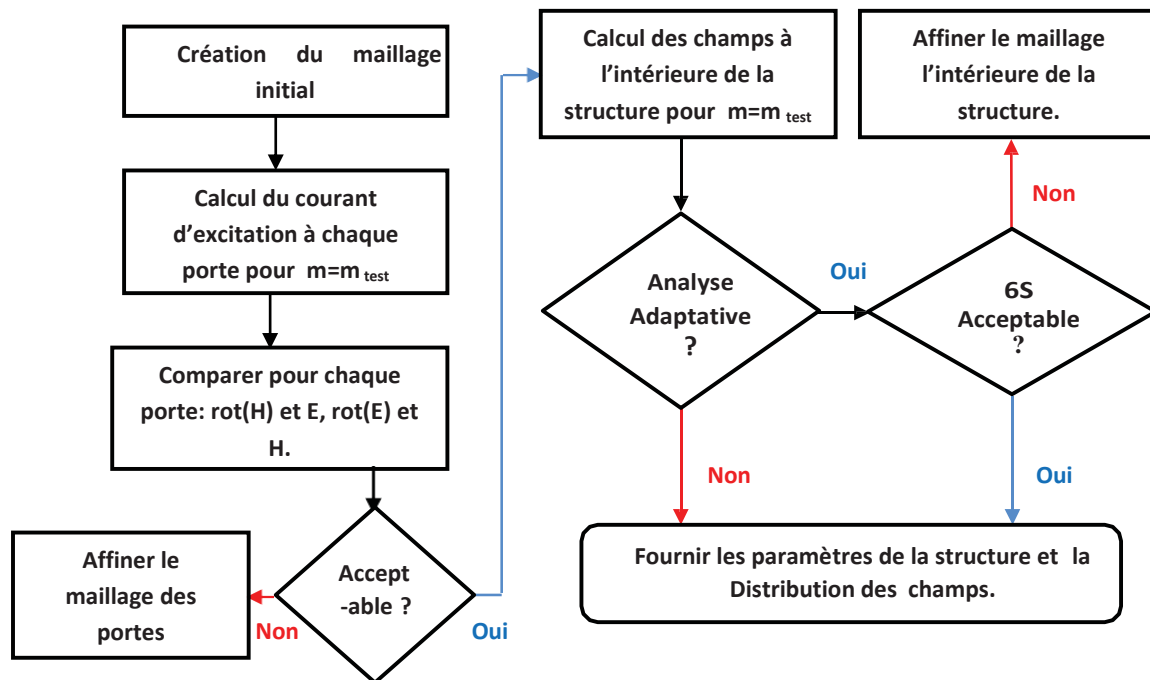 Création du maillage
initial
Calcul du courant
d'excitation à chaque
porte pour m=m test
Comparer pour chaque
porte: rot(H) et E, rot(E) et
H.
Accept
-able ?
Non
Oui
Affiner le
maillage des
portes
Calcul des champs à
l'intérieure de la
structure pour m=m test
Analyse
Adaptative
?
Oui
Non
6S
Acceptable
?
Non
Oui
Affiner le maillage
l'intérieure de la
structure.
Fournir les paramètres de la structure et la
Distribution des champs.